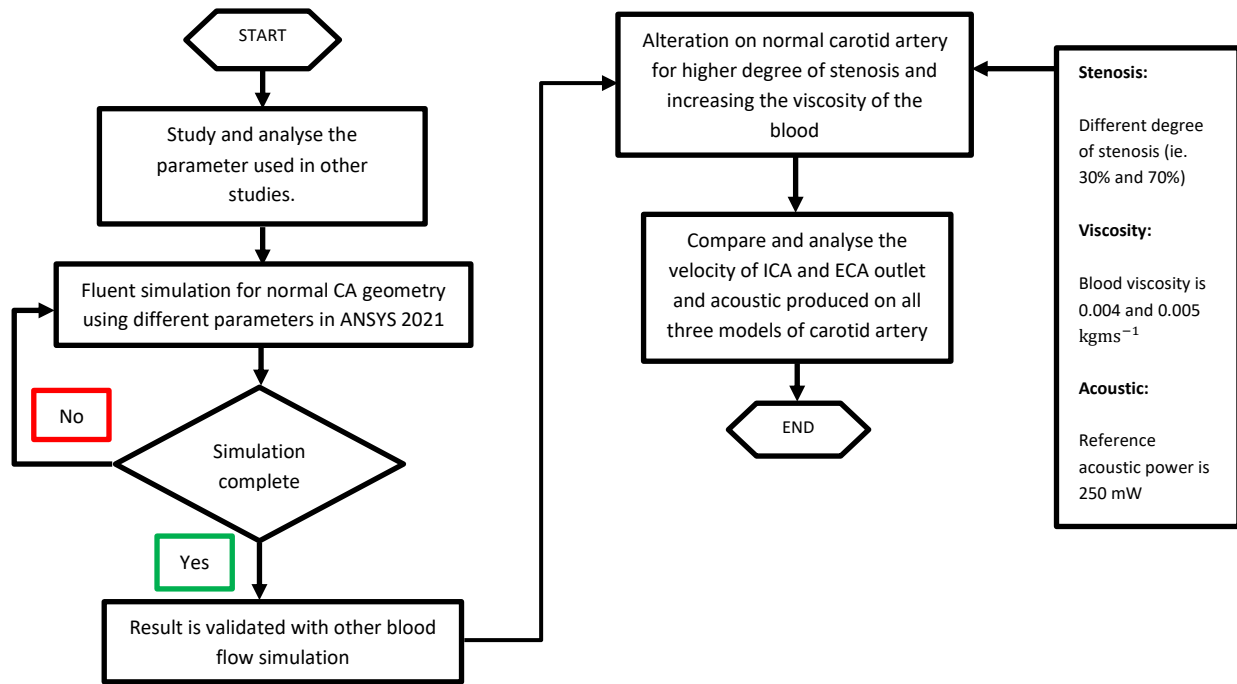 START
Study and analyse the
parameter used in other
studies.
Fluent simulation for normal CA geometry
using different parameters in ANSYS 2021
No
Simulation
complete
Yes
Result is validated with other blood
flow simulation
Alteration on normal carotid artery
for higher degree of stenosis and
increasing the viscosity of the
blood
Compare and analyse the
velocity of ICA and ECA outlet
and acoustic produced on all
three models of carotid artery
END
Stenosis:
Different degree
of stenosis (ie.
30% and 70%)
Viscosity:
Blood viscosity is
0.004 and 0.005
kgms⁻¹
Acoustic:
Reference
acoustic power is
250 mW